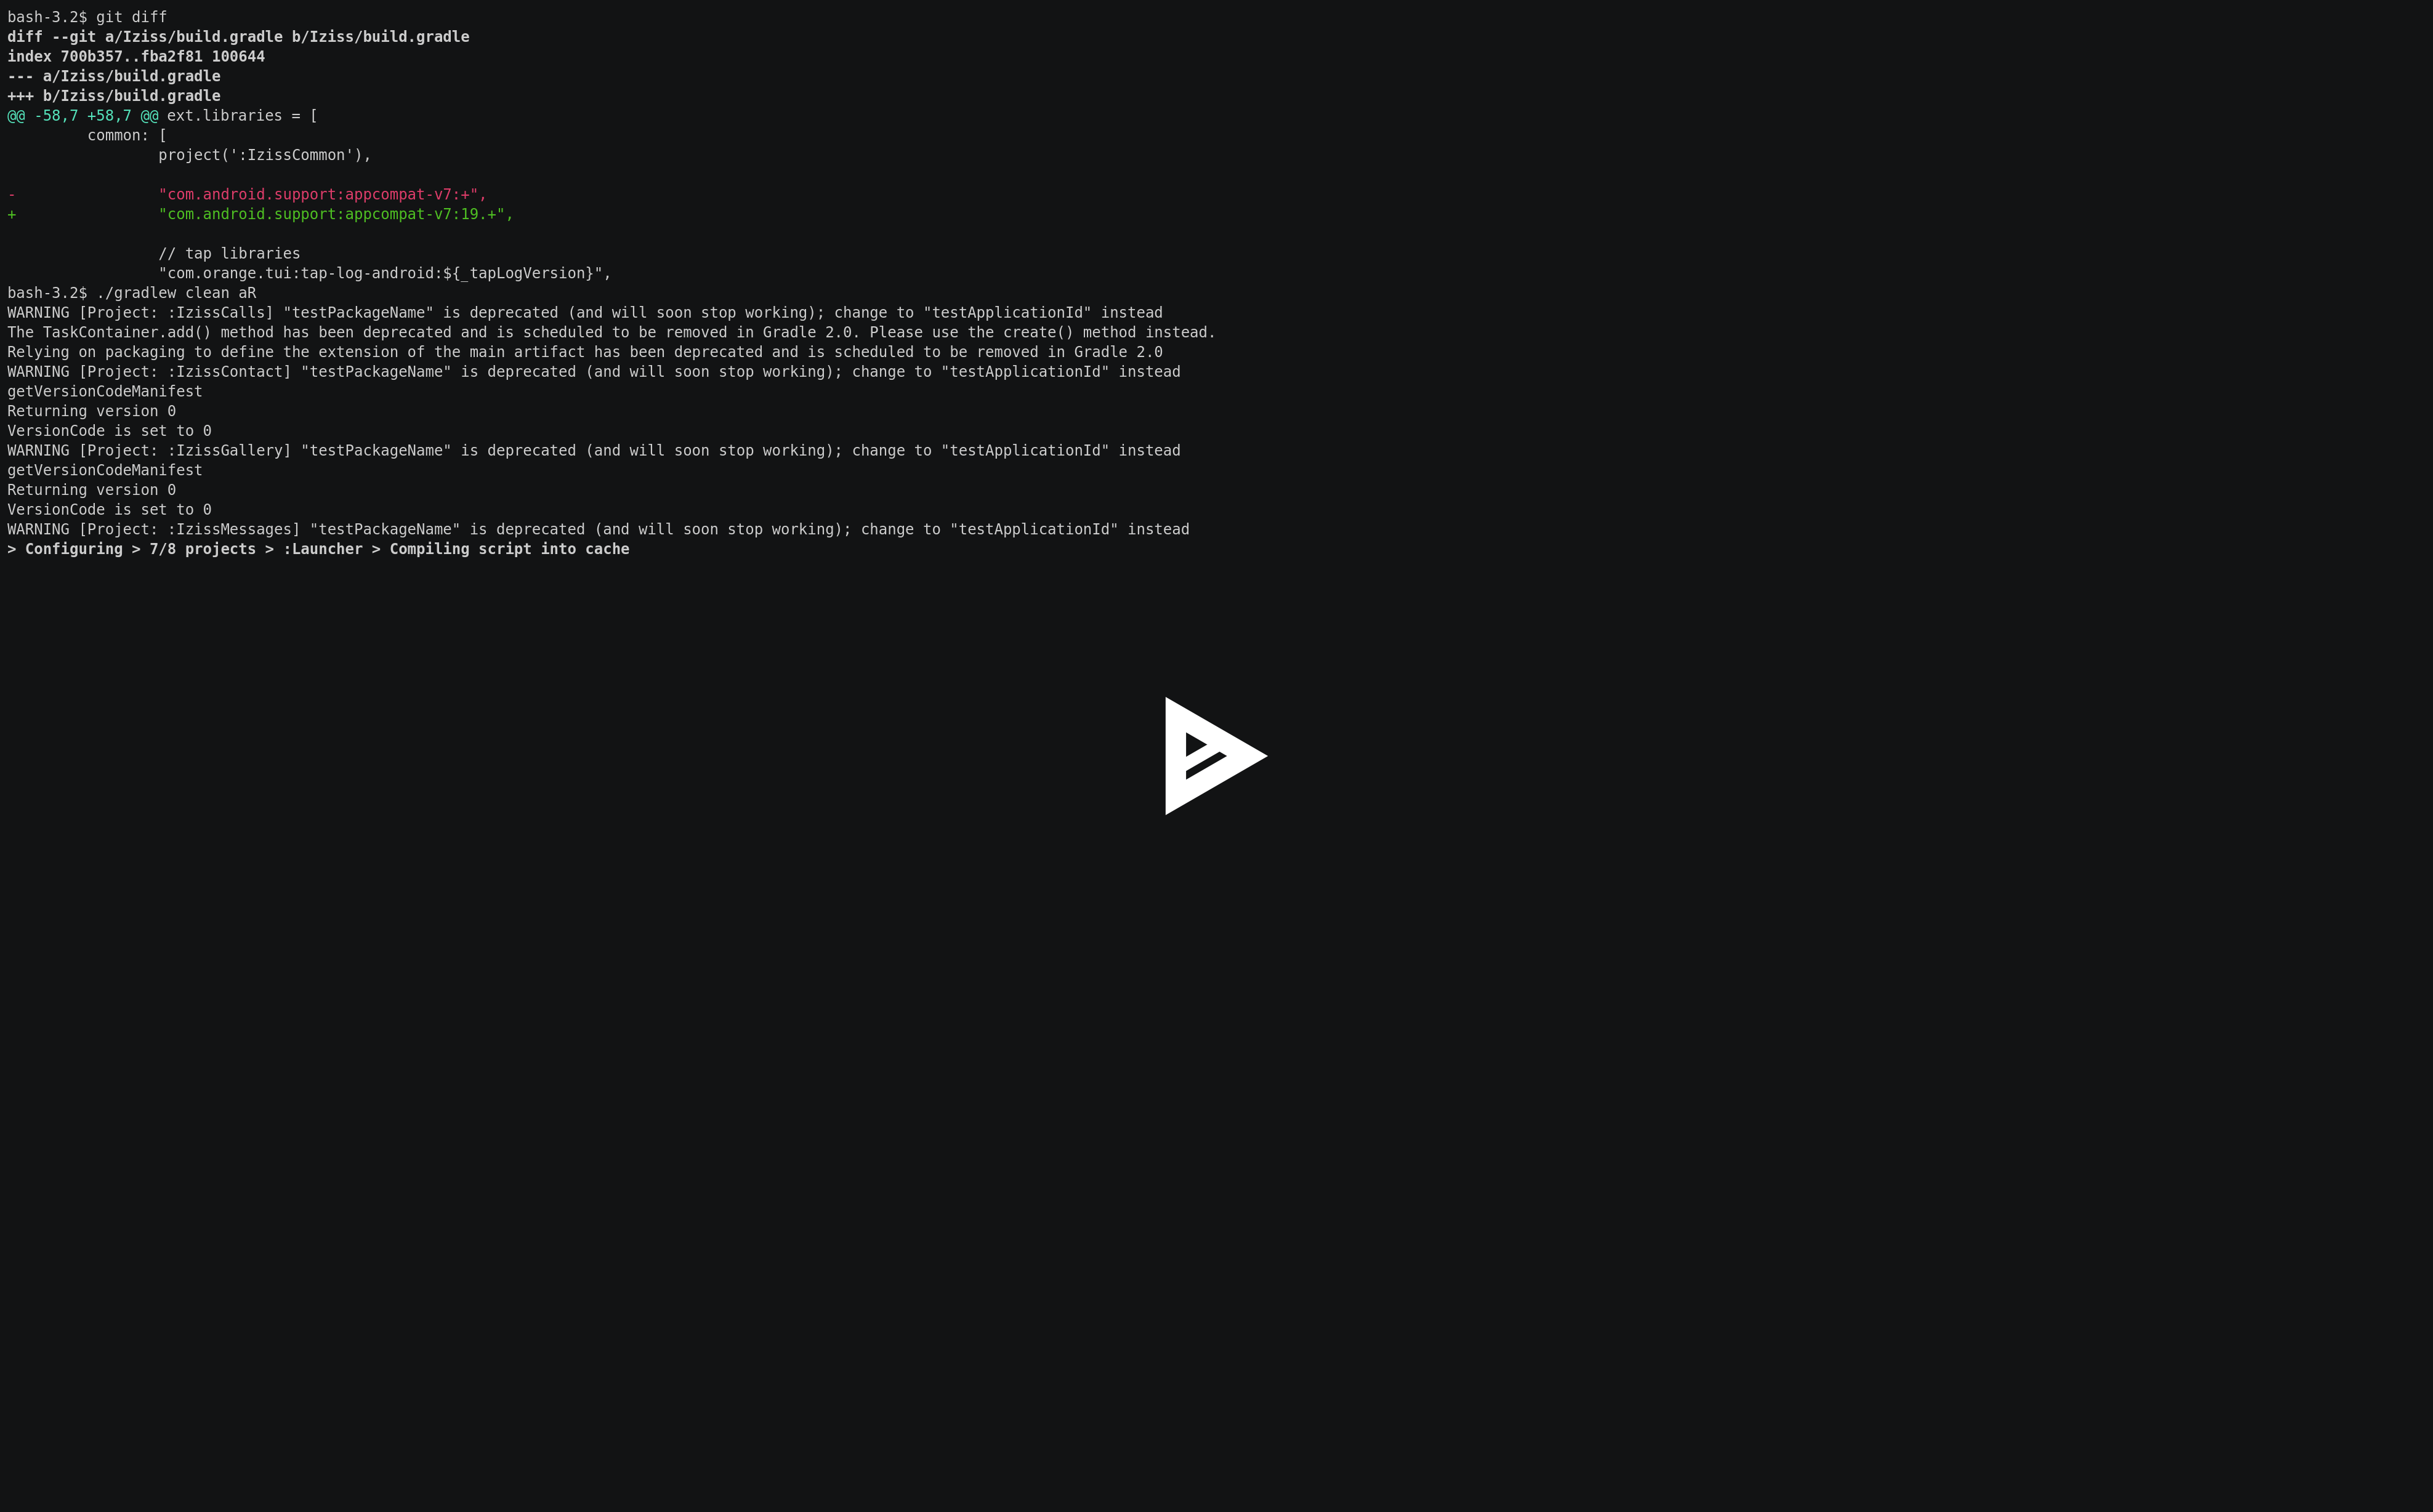 bash-3.2$ git diff
diff --git a/Iziss/build.gradle b/Iziss/build.gradle
index 700b357..fba2f81 100644
--- a/Iziss/build.gradle
+++ b/Iziss/build.gradle
@@ -58,7 +58,7 @@ ext.libraries = [
         common: [
                 project(':IzissCommon'),

-                "com.android.support:appcompat-v7:+",
+                "com.android.support:appcompat-v7:19.+",

                 // tap libraries
                 "com.orange.tui:tap-log-android:${_tapLogVersion}",
bash-3.2$ ./gradlew clean aR
WARNING [Project: :IzissCalls] "testPackageName" is deprecated (and will soon stop working); change to "testApplicationId" instead
The TaskContainer.add() method has been deprecated and is scheduled to be removed in Gradle 2.0. Please use the create() method instead.
Relying on packaging to define the extension of the main artifact has been deprecated and is scheduled to be removed in Gradle 2.0
WARNING [Project: :IzissContact] "testPackageName" is deprecated (and will soon stop working); change to "testApplicationId" instead
getVersionCodeManifest
Returning version 0
VersionCode is set to 0
WARNING [Project: :IzissGallery] "testPackageName" is deprecated (and will soon stop working); change to "testApplicationId" instead
getVersionCodeManifest
Returning version 0
VersionCode is set to 0
WARNING [Project: :IzissMessages] "testPackageName" is deprecated (and will soon stop working); change to "testApplicationId" instead
> Configuring > 7/8 projects > :Launcher > Compiling script into cache